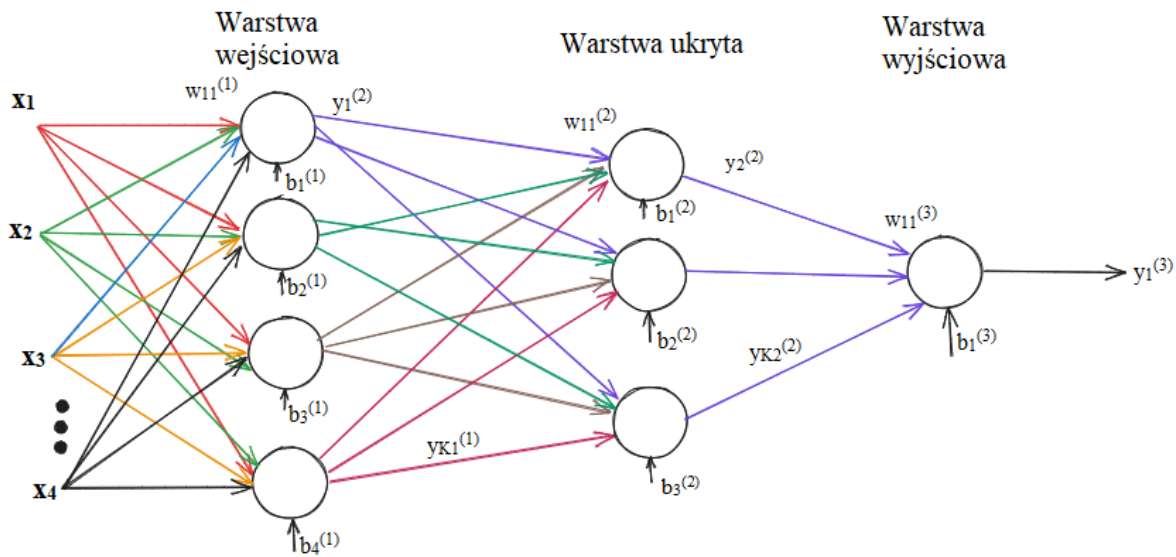 Warstwa
wejściowa
Warstwa ukryta
Warstwa
wyjściowa
x1
w11(1)
y1(2)
b1(1)
w11(2)
y2(2)
b1(2)
x2
b2(1)
w11(3)
y1(3)
b2(2)
b1(3)
x3
yK2(2)
b3(1)
yK1(1)
b3(2)
x4
b4(1)